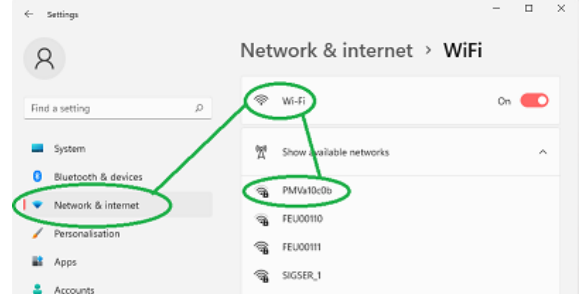 Settings
Network & internet › WiFi
Find a setting
Wi-Fi
On
System
Show available networks
Bluetooth & devices
PMVa10c0b
Network & internet
FEU00110
Personalisation
FEU00111
Apps
SIGSER_1
Accounts